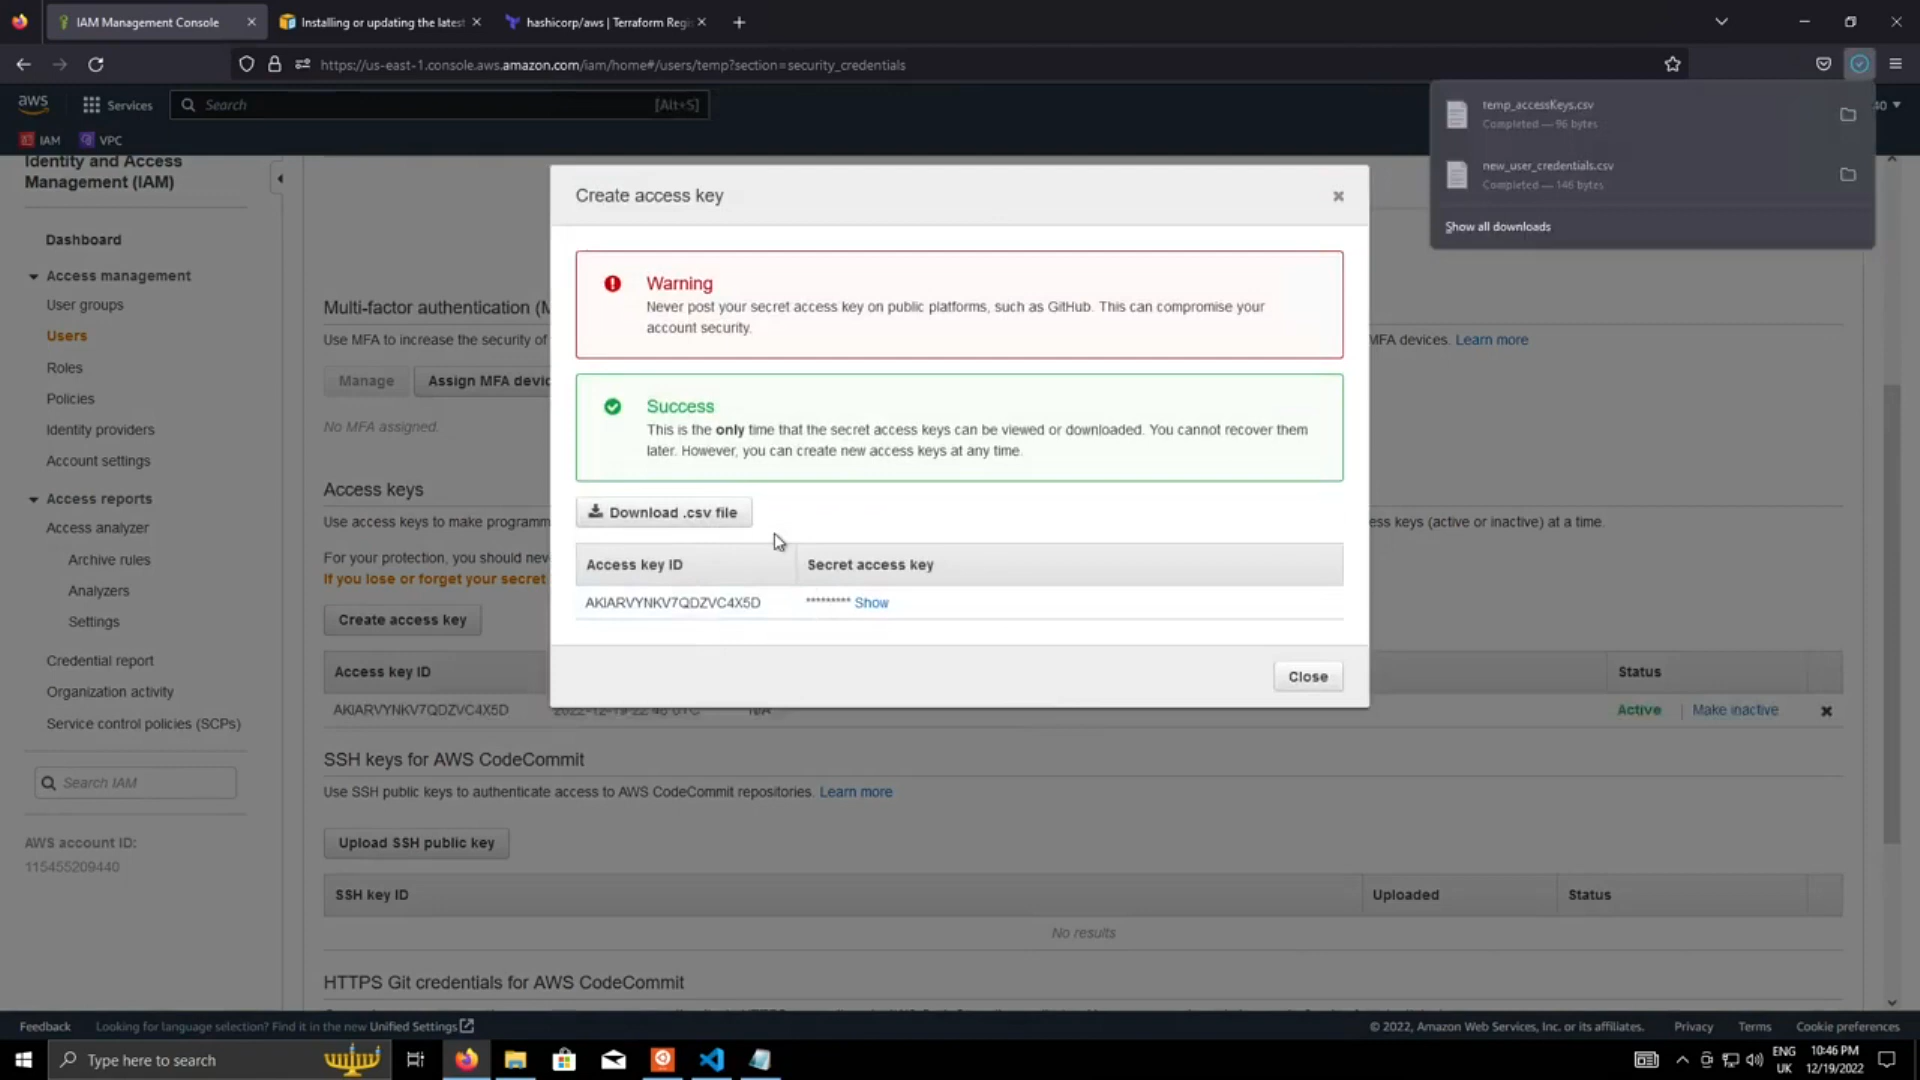 IAM Management Console
Installing or updating the latest
hashicorp/aws | Terraform Regi
https://us-east-1.console.aws.amazon.com/iam/home#/users/temp?section=security_credentials
aws
Services
Search
[Alt+S]
40
IAM
VPC
temp_accessKeys.csv
Completed — 96 bytes
new_user_credentials.csv
Completed — 146 bytes
Show all downloads
Identity and Access
Management (IAM)
Dashboard
Access management
User groups
Users
Roles
Policies
Identity providers
Account settings
Access reports
Access analyzer
Archive rules
Analyzers
Settings
Credential report
Organization activity
Service control policies (SCPs)
Search IAM
AWS account ID:
115455209440
Multi-factor authentication (M
Use MFA to increase the security of
MFA devices. Learn more
Manage
Assign MFA devic
No MFA assigned.
Access keys
Use access keys to make programm
ess keys (active or inactive) at a time.
For your protection, you should nev
If you lose or forget your secret
Create access key
Access key ID
Status
AKIARVYNKV7QDZVC4X5D
2022-12-19 22:46 UTC
N/A
Active
Make inactive
SSH keys for AWS CodeCommit
Use SSH public keys to authenticate access to AWS CodeCommit repositories. Learn more
Upload SSH public key
SSH key ID
Uploaded
Status
No results
HTTPS Git credentials for AWS CodeCommit
Create access key
Warning
Never post your secret access key on public platforms, such as GitHub. This can compromise your
account security.
Success
This is the only time that the secret access keys can be viewed or downloaded. You cannot recover them
later. However, you can create new access keys at any time.
Download .csv file
Access key ID
Secret access key
AKIARVYNKV7QDZVC4X5D
********* Show
Close
Feedback
Looking for language selection? Find it in the new Unified Settings
© 2022, Amazon Web Services, Inc. or its affiliates.
Privacy
Terms
Cookie preferences
Type here to search
ENG
UK
10:46 PM
12/19/2022